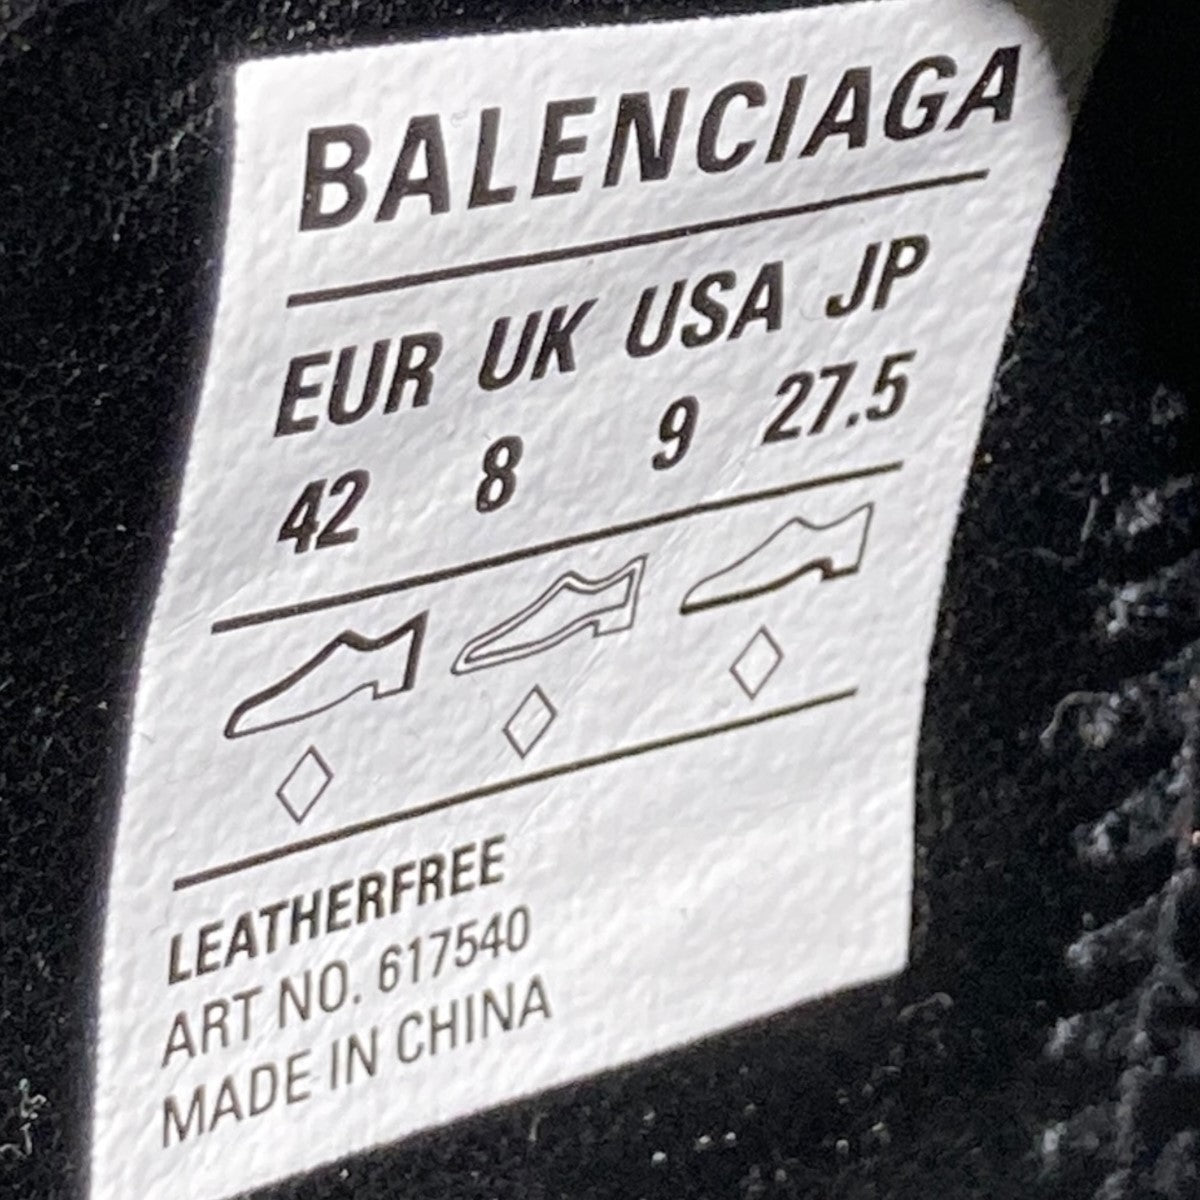 BALENCIAGA
EUR UK USA JP
42 8 9 27.5
LEATHERFREE
ART NO. 617540
MADE IN CHINA